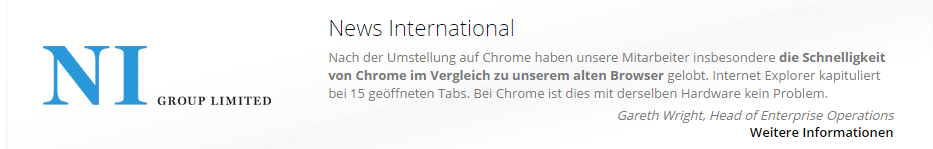 NI GROUP LIMITED
News International
Nach der Umstellung auf Chrome haben unsere Mitarbeiter insbesondere die Schnelligkeit
von Chrome im Vergleich zu unserem alten Browser gelobt. Internet Explorer kapituliert
bei 15 geöffneten Tabs. Bei Chrome ist dies mit derselben Hardware kein Problem.
Gareth Wright, Head of Enterprise Operations
Weitere Informationen